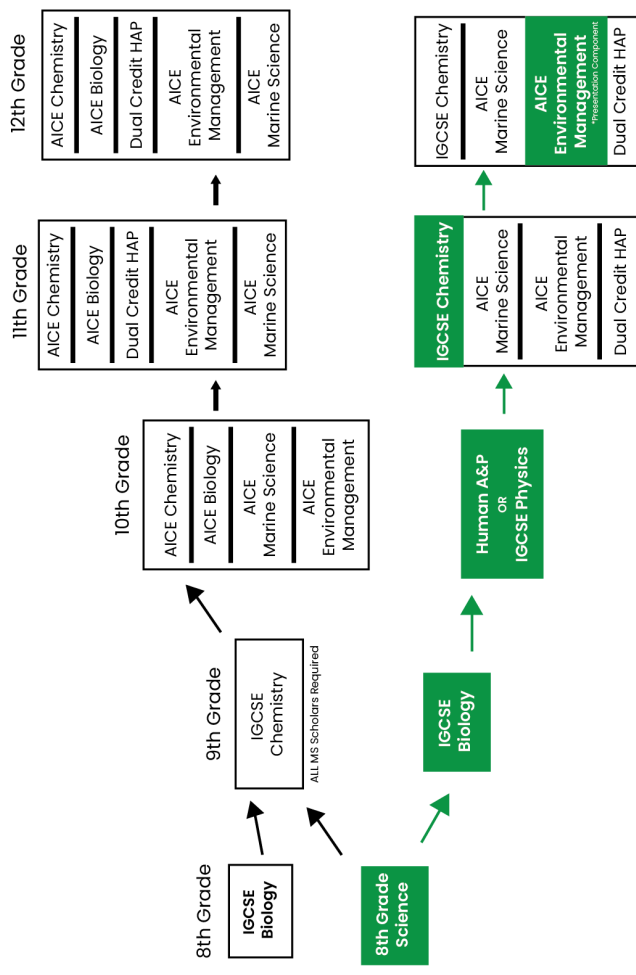 8th Grade
IGCSE
Biology
8th Grade
Science
9th Grade
IGCSE
Chemistry
ALL MS Scholars Required
IGCSE
Biology
10th Grade
AICE Chemistry
AICE Biology
AICE
Marine Science
AICE
Environmental
Management
Human A&P
OR
IGCSE Physics
11th Grade
AICE Chemistry
AICE Biology
Dual Credit HAP
AICE
Environmental
Management
AICE
Marine Science
IGCSE Chemistry
AICE
Marine Science
AICE
Environmental
Management
Dual Credit HAP
12th Grade
AICE Chemistry
AICE Biology
Dual Credit HAP
AICE
Environmental
Management
AICE
Marine Science
IGCSE Chemistry
AICE
Marine Science
AICE
Environmental
Management
*Presentation Component
Dual Credit HAP